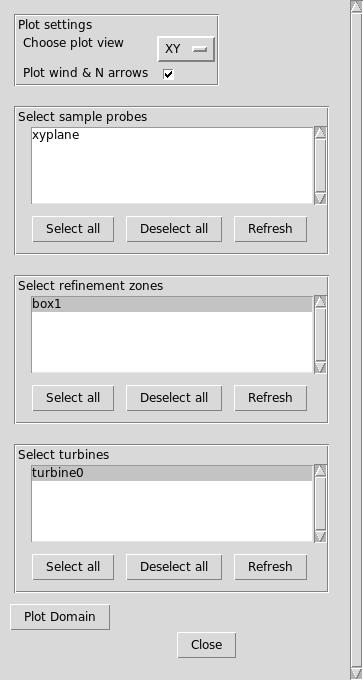 Plot settings
Choose plot view XY
Plot wind & N arrows
Select sample probes
xyplane
Select all Deselect all Refresh
Select refinement zones
box1
Select all Deselect all Refresh
Select turbines
turbine0
Select all Deselect all Refresh
Plot Domain
Close